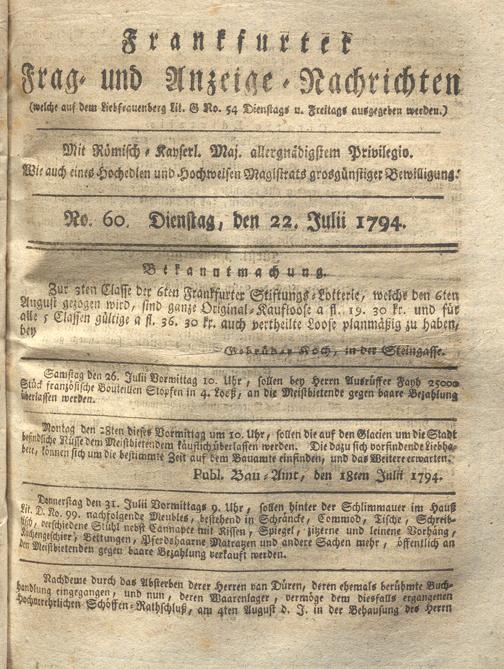 Frankfurter
Frag- und Anzeige-Nachrichten
(welche auf dem Liebfrauenberg Lit. G No. 54 Dienstags u. Freitags ausgegeben werden.)
Mit Römisch-Kayserl. Maj. allergnädigstem Privilegio.
Wie auch eines Hochedlen und Hochweisen Magistrats grosgünstiger Bewilligung.
No. 60. Dienstag, den 22. Julii 1794.
Bekanntmachung.
Zur 3ten Classe der 6ten Frankfurter Stiftungs-Lotterie, welche den 6ten
August gezogen wird, sind ganze Original-Kaufloose a fl. 19. 30 kr. und für
alle 5 Classen gültige a fl. 36. 30 kr. auch vertheilte Loose planmäßig zu haben,
bey
Gebrüder Koch, in der Steingasse.
Samstag den 26. Julii Vormittag 10. Uhr, sollen bey Herrn Ausrüffer Fayh 25000
Stück französische Bouteillen Stopfen in 4. Looß, an die Meistbietende gegen baare Bezahlung
überlassen werden.
Montag den 28ten dieses Vormittag um 10. Uhr, sollen die auf den Glacien um die Stadt
befindliche Nüsse dem Meistbietendem käuflich überlassen werden. Die dazu sich vorfindende Liebha-
bere, können sich um die bestimmte Zeit auf dem Bauamte einfinden, und das Weitere erwarten.
Publ. Bau-Amt, den 18ten Julii 1794.
Donnerstag den 31. Julii Vormittags 9. Uhr, sollen hinter der Schlimmauer im Hauß
Lit. D. No. 99. nachfolgende Meubles, bestehend in Schräncke, Commod, Tische, Schreib-
tisch, verschiedene Stühl nebst Cannapee mit Kissen, Spiegel, zitzerne und leinene Vorhäng,
Küchengeschirr, Bettungen, Pferdshaarne Matratzen und andere Sachen mehr, öffentlich an
den Meistbietenden gegen baare Bezahlung verkauft werden.
Nachdeme durch das Absterben derer Herren van Düren, deren ehemals berühmte Buch-
handlung eingegangen, und nun, deren Waarenlager, vermöge dem diesfalls ergangenen
Hochverehrlichen Schöffen-Rathschluß, am 4ten August d. J. in der Behausung des Herrn